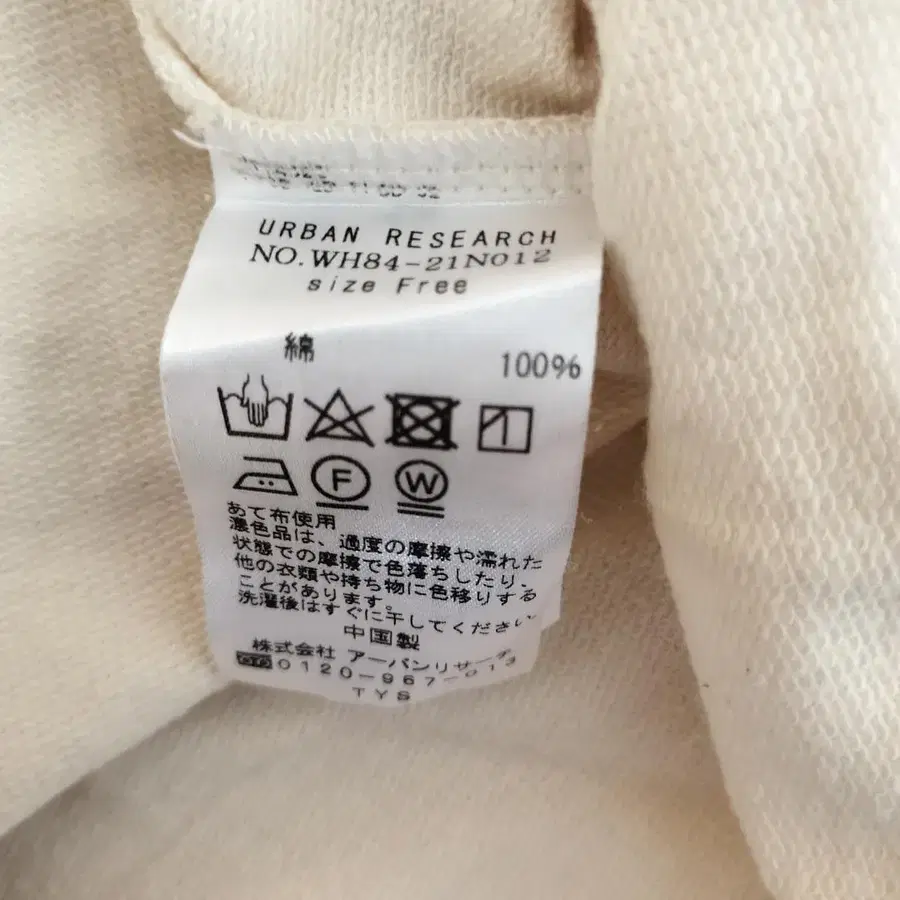 URBAN RESEARCH
NO.WH84-21N012
size Free
綿 100%
F W
あて布使用
濃色品は、過度の摩擦や濡れた
状態での摩擦で色落ちしたり、
他の衣類や持ち物に色移りする
ことがあります。
洗濯後はすぐに干してください。
中国製
株式会社 アーバンリサーチ
0120-967-013
TYS